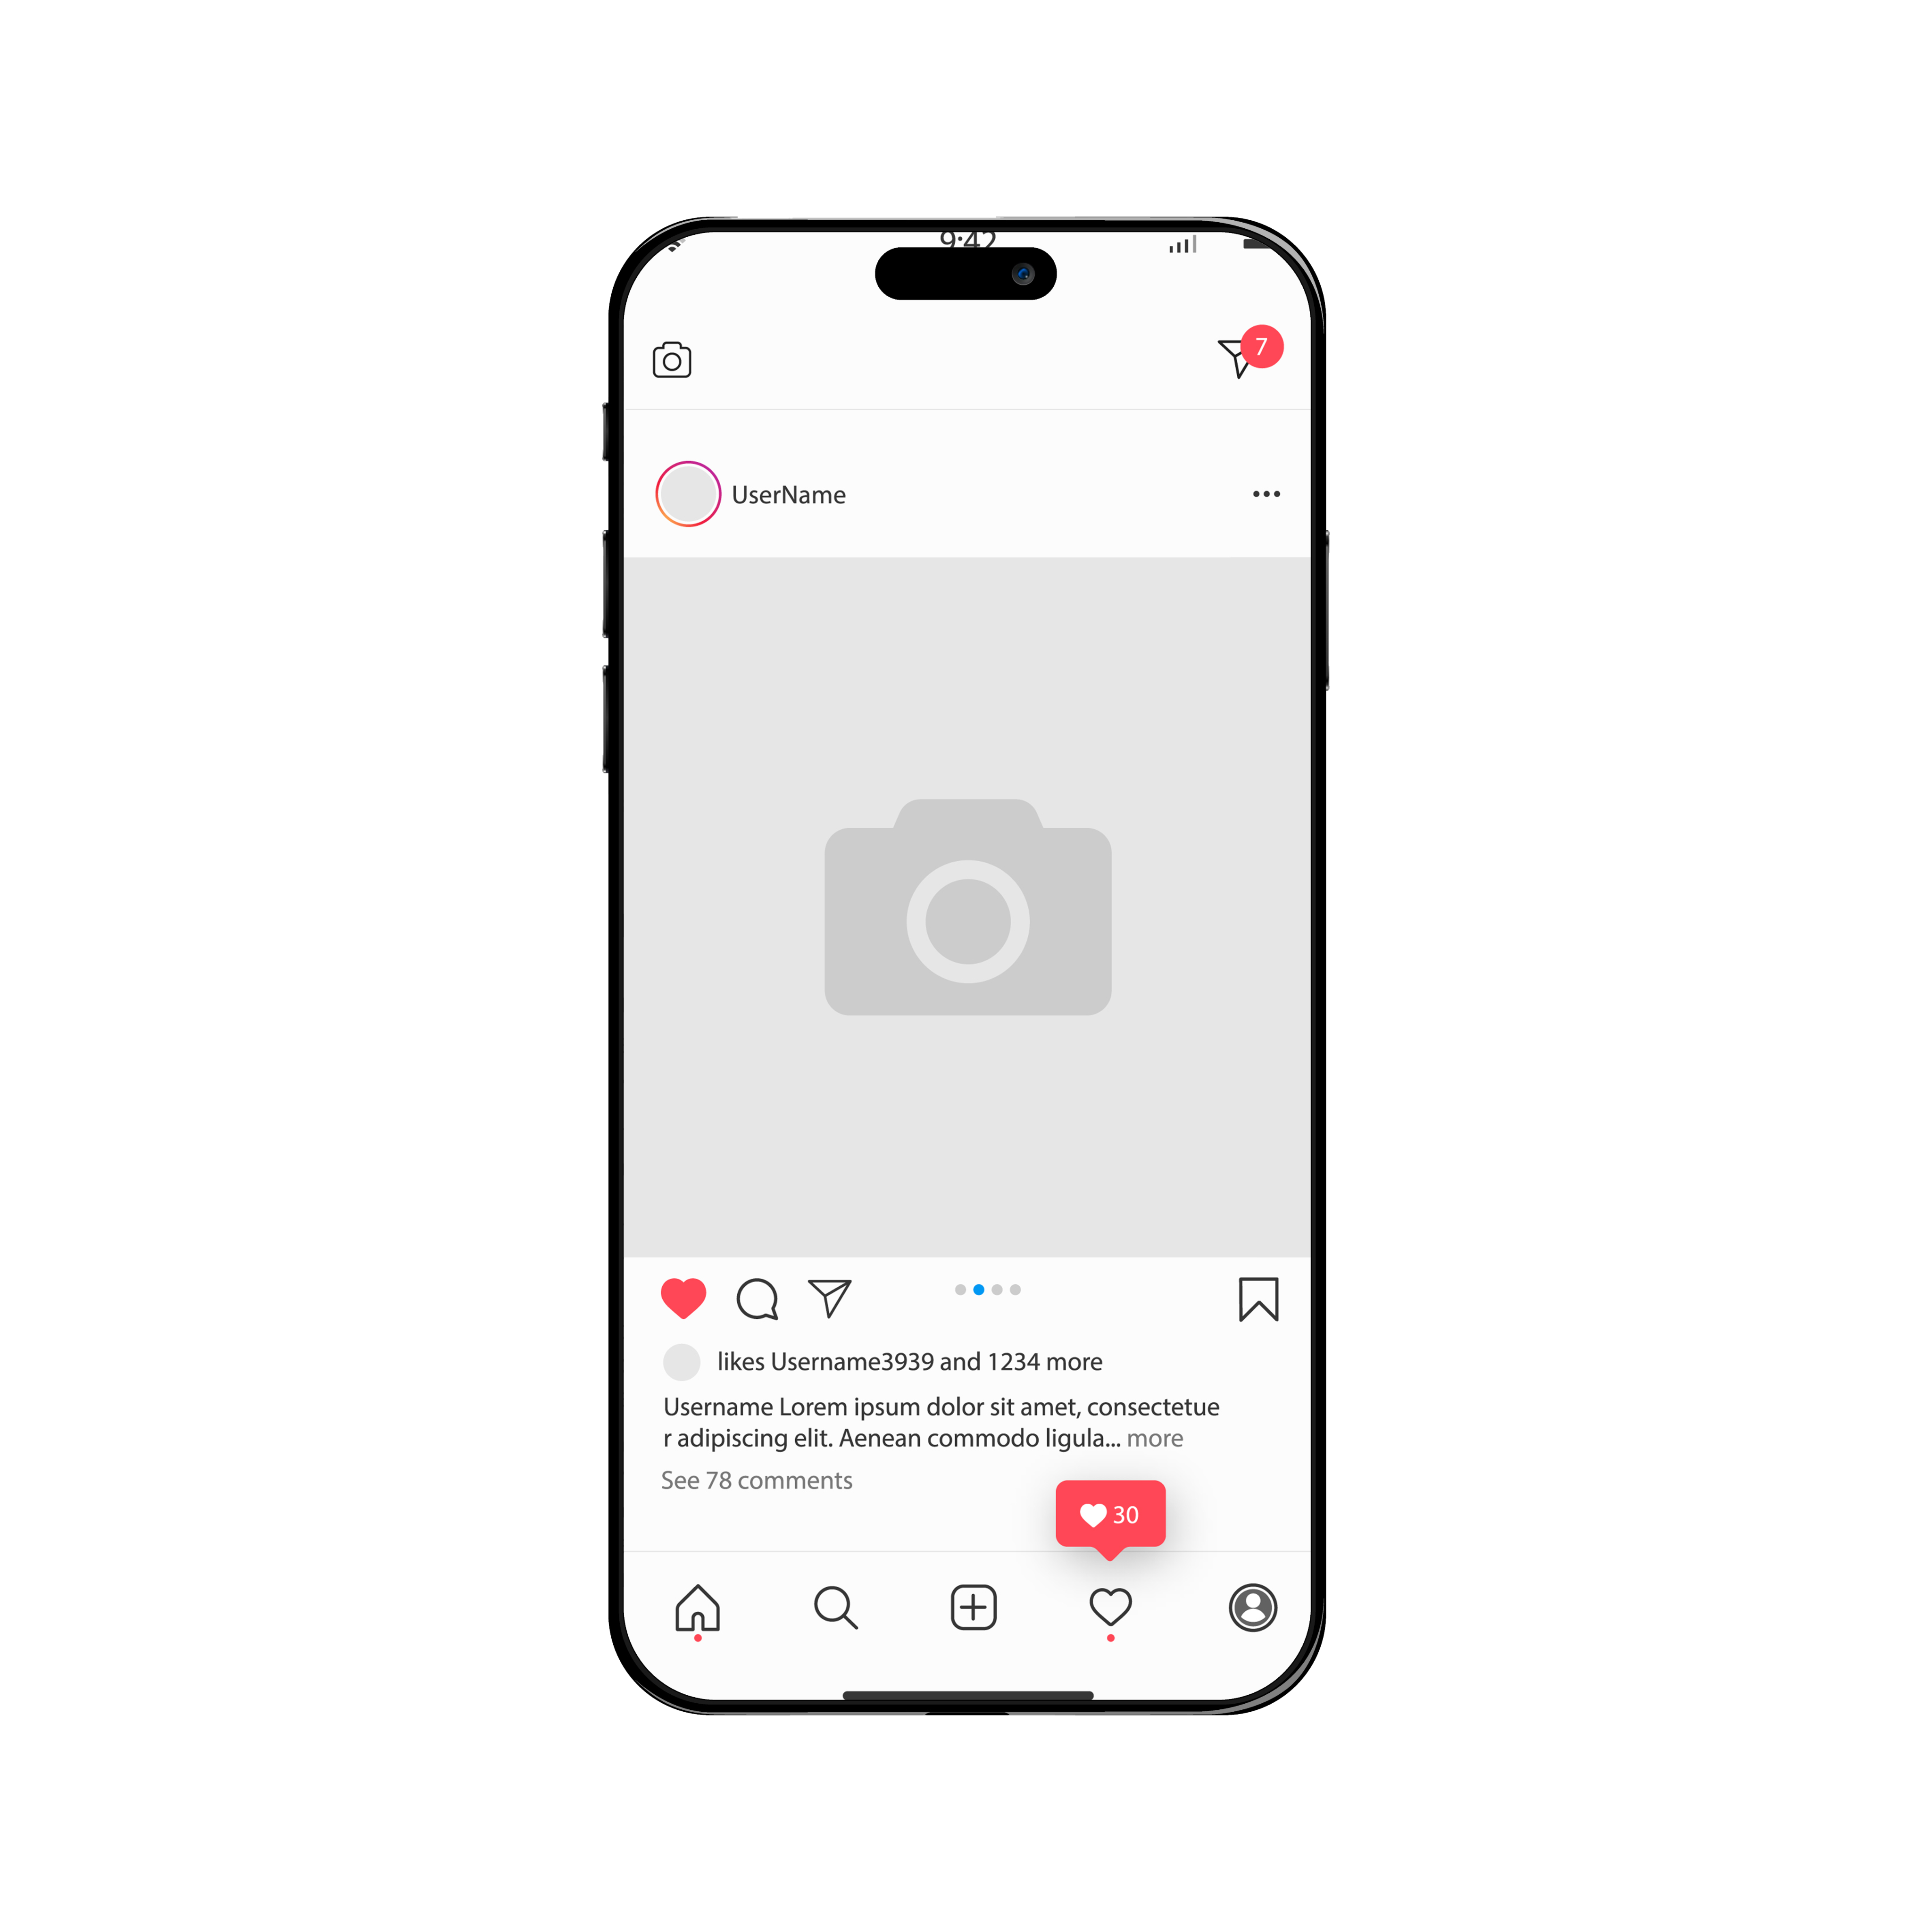 9:42
7
UserName
likes Username3939 and 1234 more
Username Lorem ipsum dolor sit amet, consectetue
r adipiscing elit. Aenean commodo ligula... more
See 78 comments
30